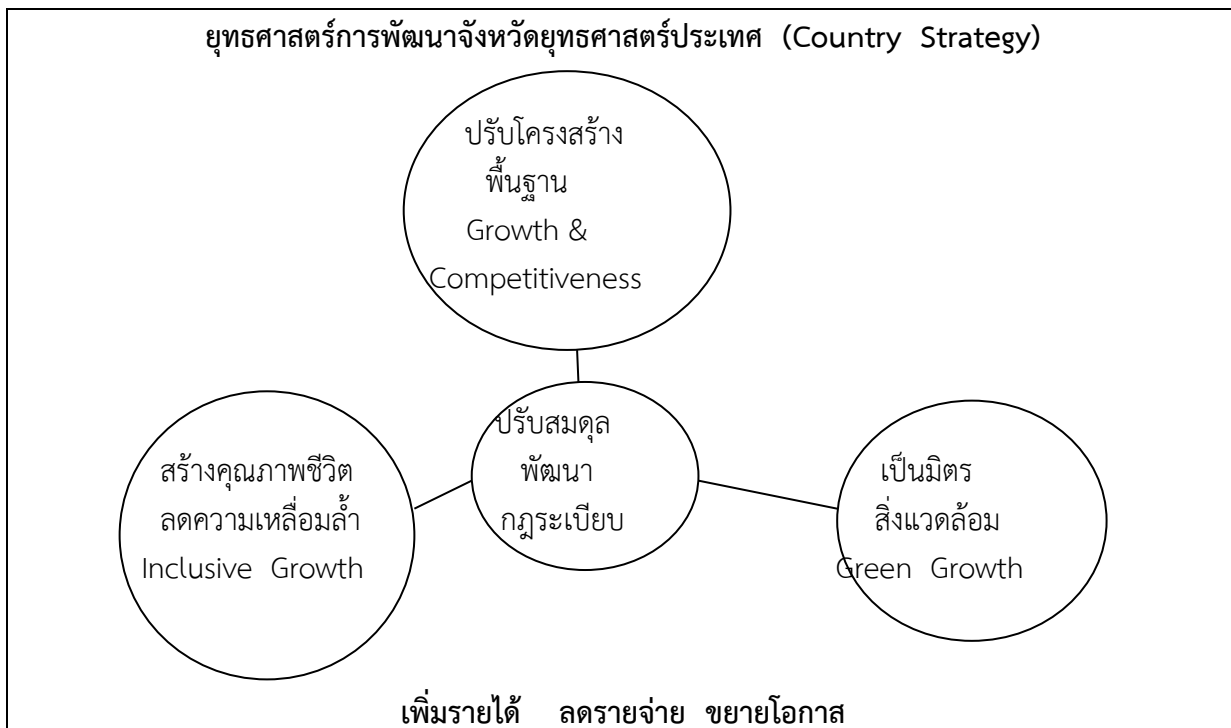 ยุทธศาสตร์การพัฒนาจังหวัดยุทธศาสตร์ประเทศ (Country Strategy)
ปรับโครงสร้าง
พื้นฐาน
Growth &
Competitiveness
ปรับสมดุล
พัฒนา
กฎระเบียบ
สร้างคุณภาพชีวิต
ลดความเหลื่อมล้ำ
Inclusive Growth
เป็นมิตร
สิ่งแวดล้อม
Green Growth
เพิ่มรายได้ ลดรายจ่าย ขยายโอกาส